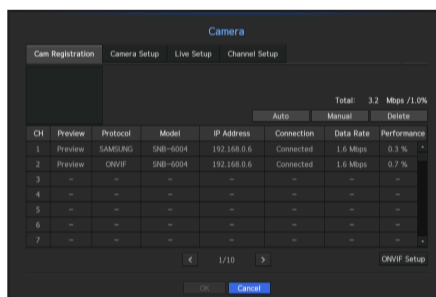 Camera
Cam Registration Camera Setup Live Setup Channel Setup
Total: 3.2 Mbps /1.0%
Auto Manual Delete
CH Preview Protocol Model IP Address Connection Data Rate Performance
1 Preview SAMSUNG SNB-6004 192.168.0.6 Connected 1.6 Mbps 0.3 %
2 Preview ONVIF SNB-6004 192.168.0.6 Connected 1.6 Mbps 0.7 %
3 - - - - - - -
4 - - - - - - -
5 - - - - - - -
6 - - - - - - -
7 - - - - - - -
< 1/10 > ONVIF Setup
OK Cancel